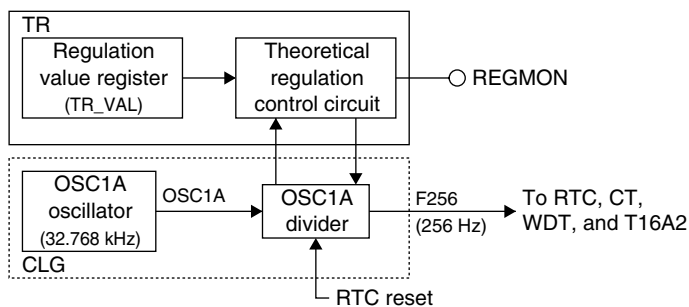 TR
Regulation
value register
(TR_VAL)
Theoretical
regulation
control circuit
REGMON
OSC1A
oscillator
(32.768 kHz)
OSC1A
OSC1A
divider
F256
(256 Hz)
To RTC, CT,
WDT, and T16A2
CLG
RTC reset